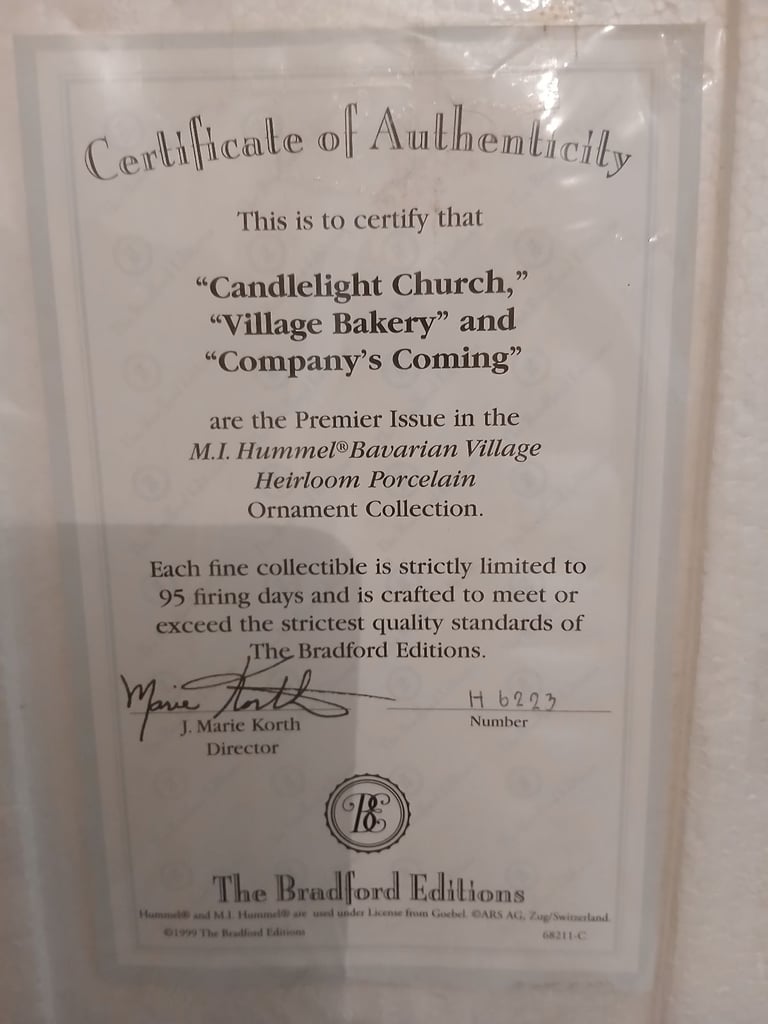 Certificate of Authenticity
This is to certify that
“Candlelight Church,”
“Village Bakery” and
“Company’s Coming”
are the Premier Issue in the
M.I. Hummel® Bavarian Village
Heirloom Porcelain
Ornament Collection.
Each fine collectible is strictly limited to
95 firing days and is crafted to meet or
exceed the strictest quality standards of
The Bradford Editions.
Marie Korth
H 6223
J. Marie Korth
Number
Director
BE
The Bradford Editions
Hummel® and M.I. Hummel® are used under License from Goebel. ©ARS AG, Zug/Switzerland.
©1999 The Bradford Editions
68211-C